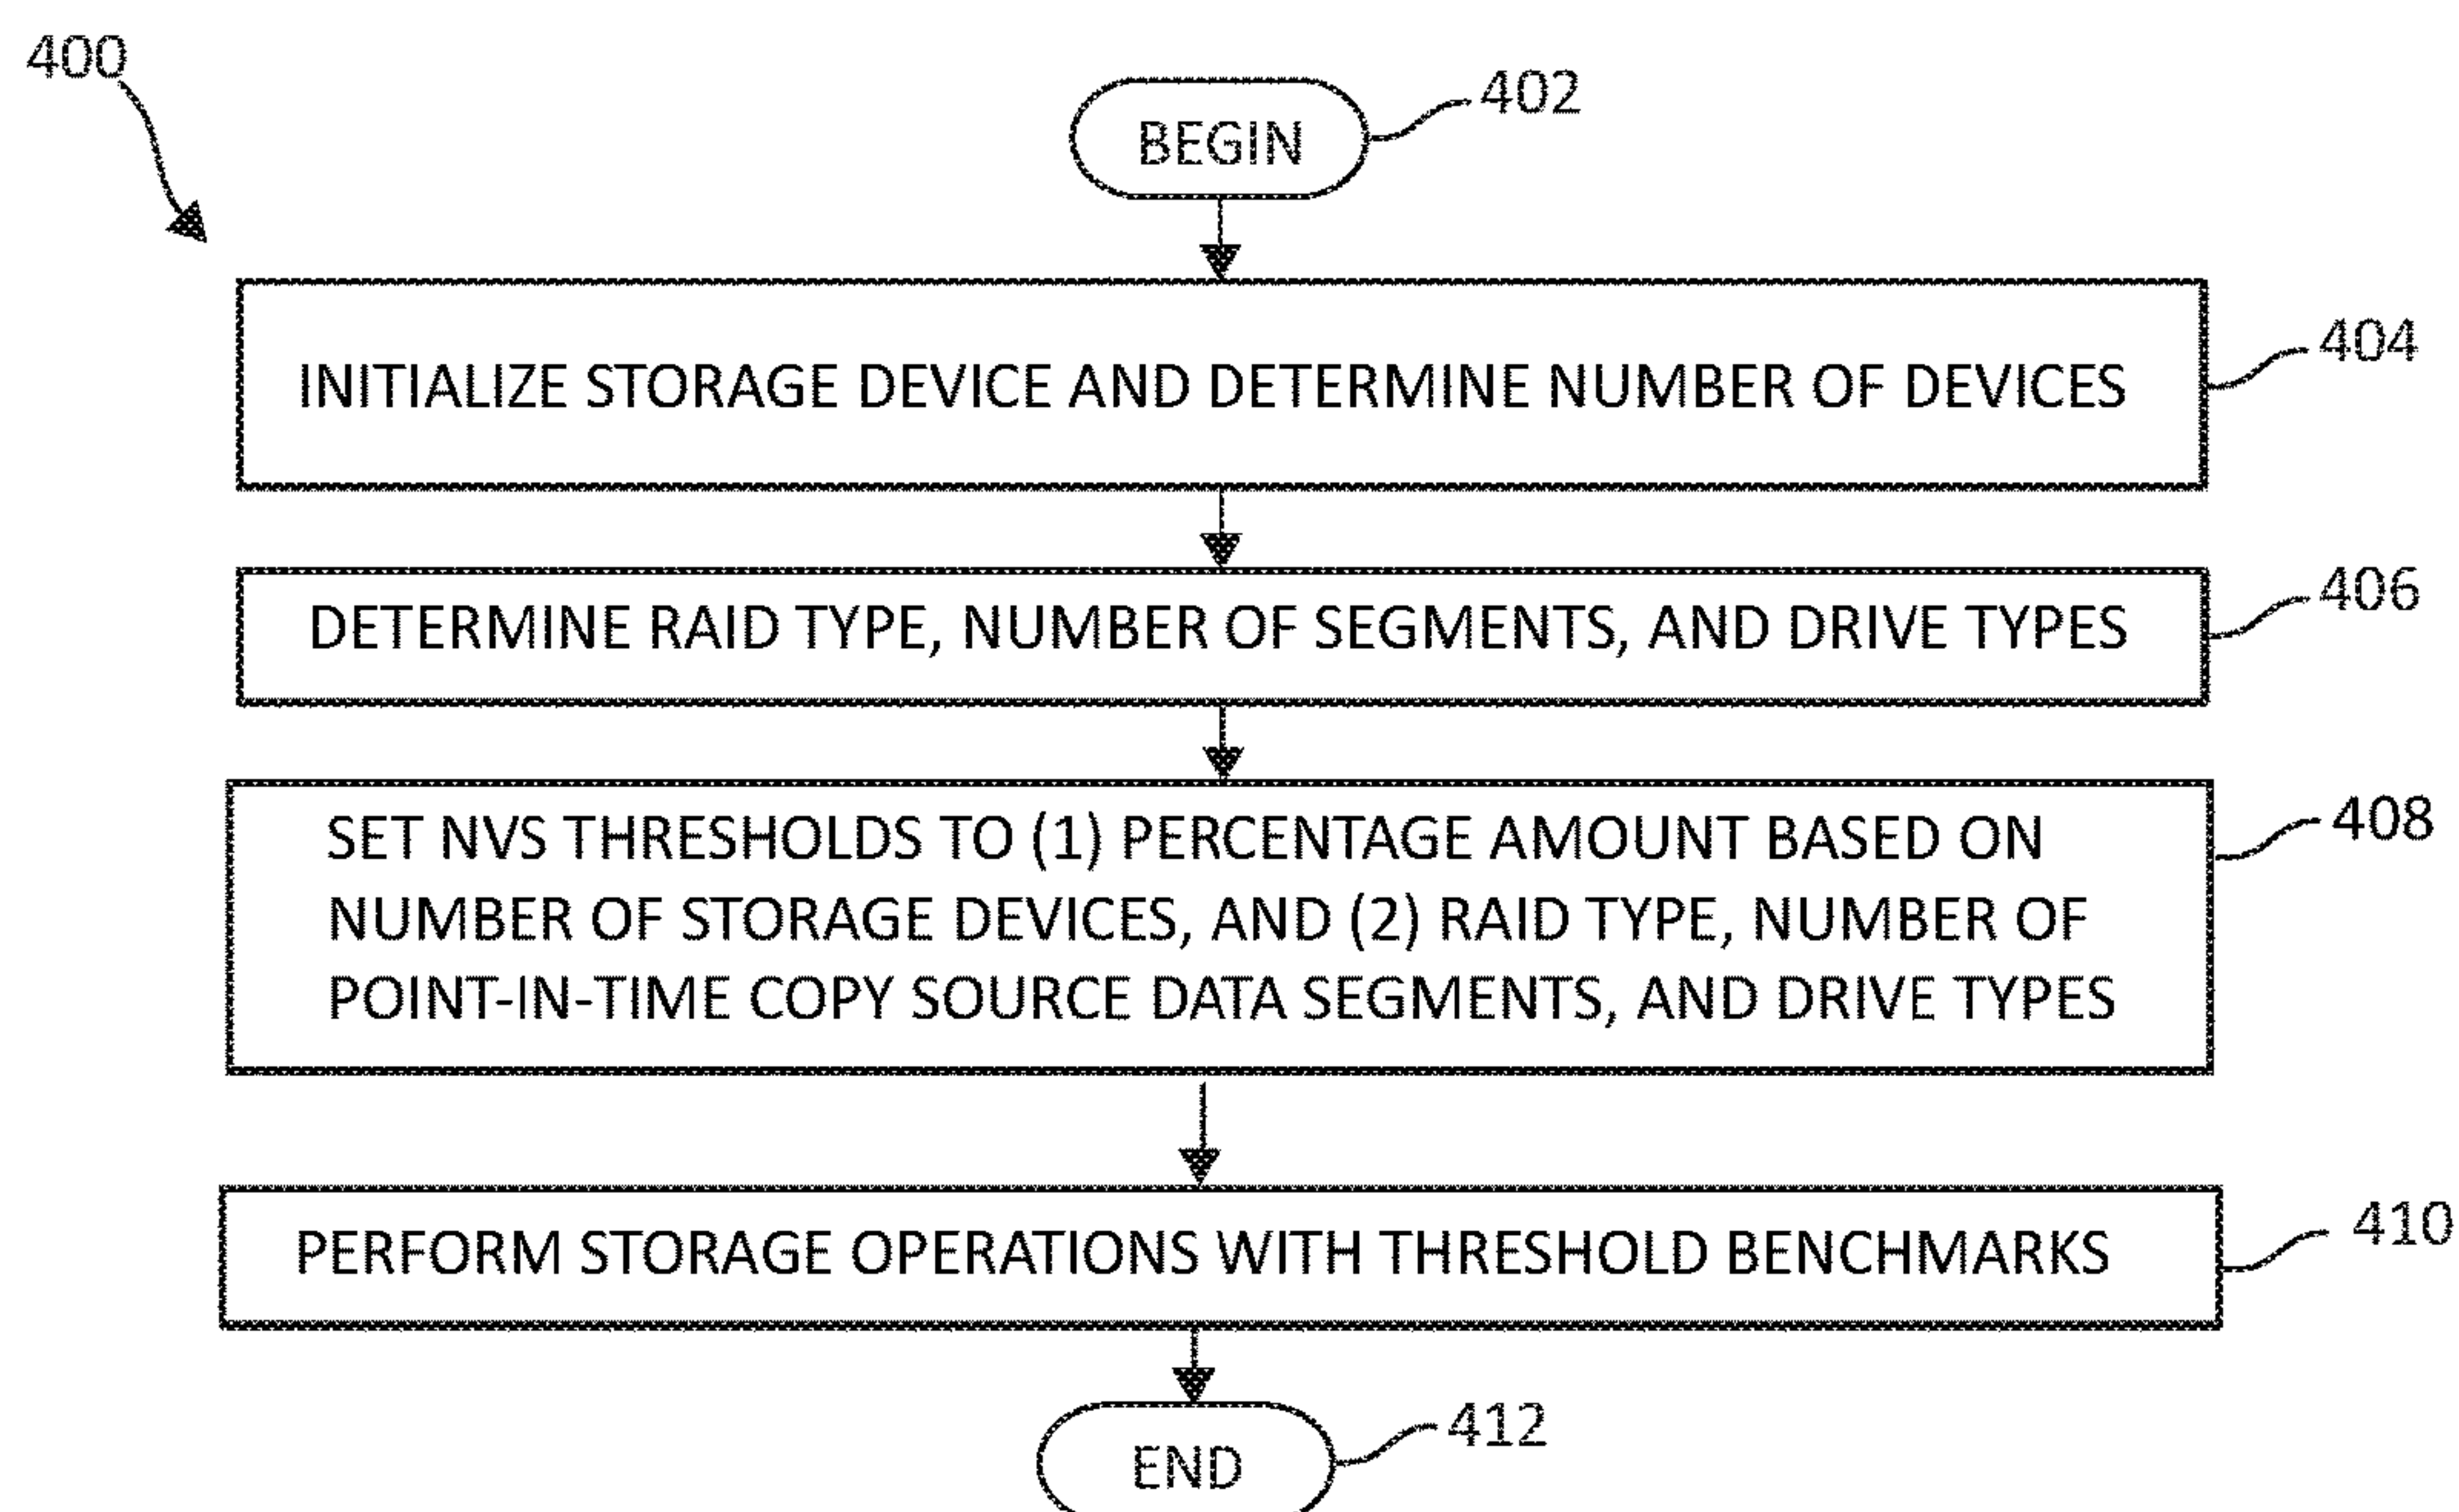 400
BEGIN
402
INITIALIZE STORAGE DEVICE AND DETERMINE NUMBER OF DEVICES
404
DETERMINE RAID TYPE, NUMBER OF SEGMENTS, AND DRIVE TYPES
406
SET NVS THRESHOLDS TO (1) PERCENTAGE AMOUNT BASED ON
NUMBER OF STORAGE DEVICES, AND (2) RAID TYPE, NUMBER OF
POINT-IN-TIME COPY SOURCE DATA SEGMENTS, AND DRIVE TYPES
408
PERFORM STORAGE OPERATIONS WITH THRESHOLD BENCHMARKS
410
END
412